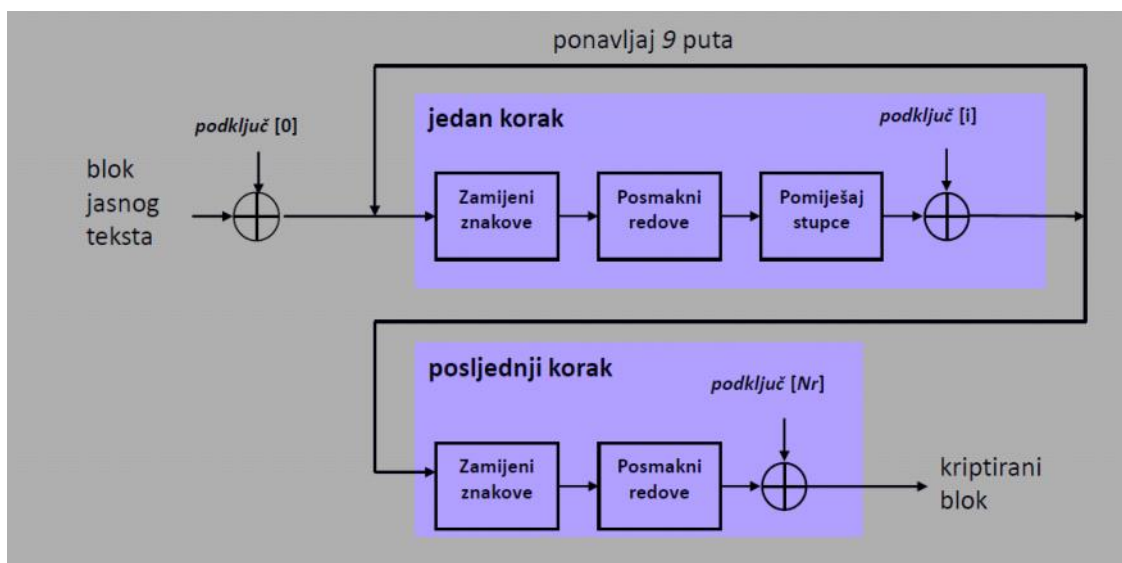 ponavljaj 9 puta
jedan korak
podključ [0]
podključ [i]
blok
jasnog
teksta
Zamijeni
znakove
Posmakni
redove
Pomiješaj
stupce
posljednji korak
podključ [Nr]
Zamijeni
znakove
Posmakni
redove
kriptirani
blok